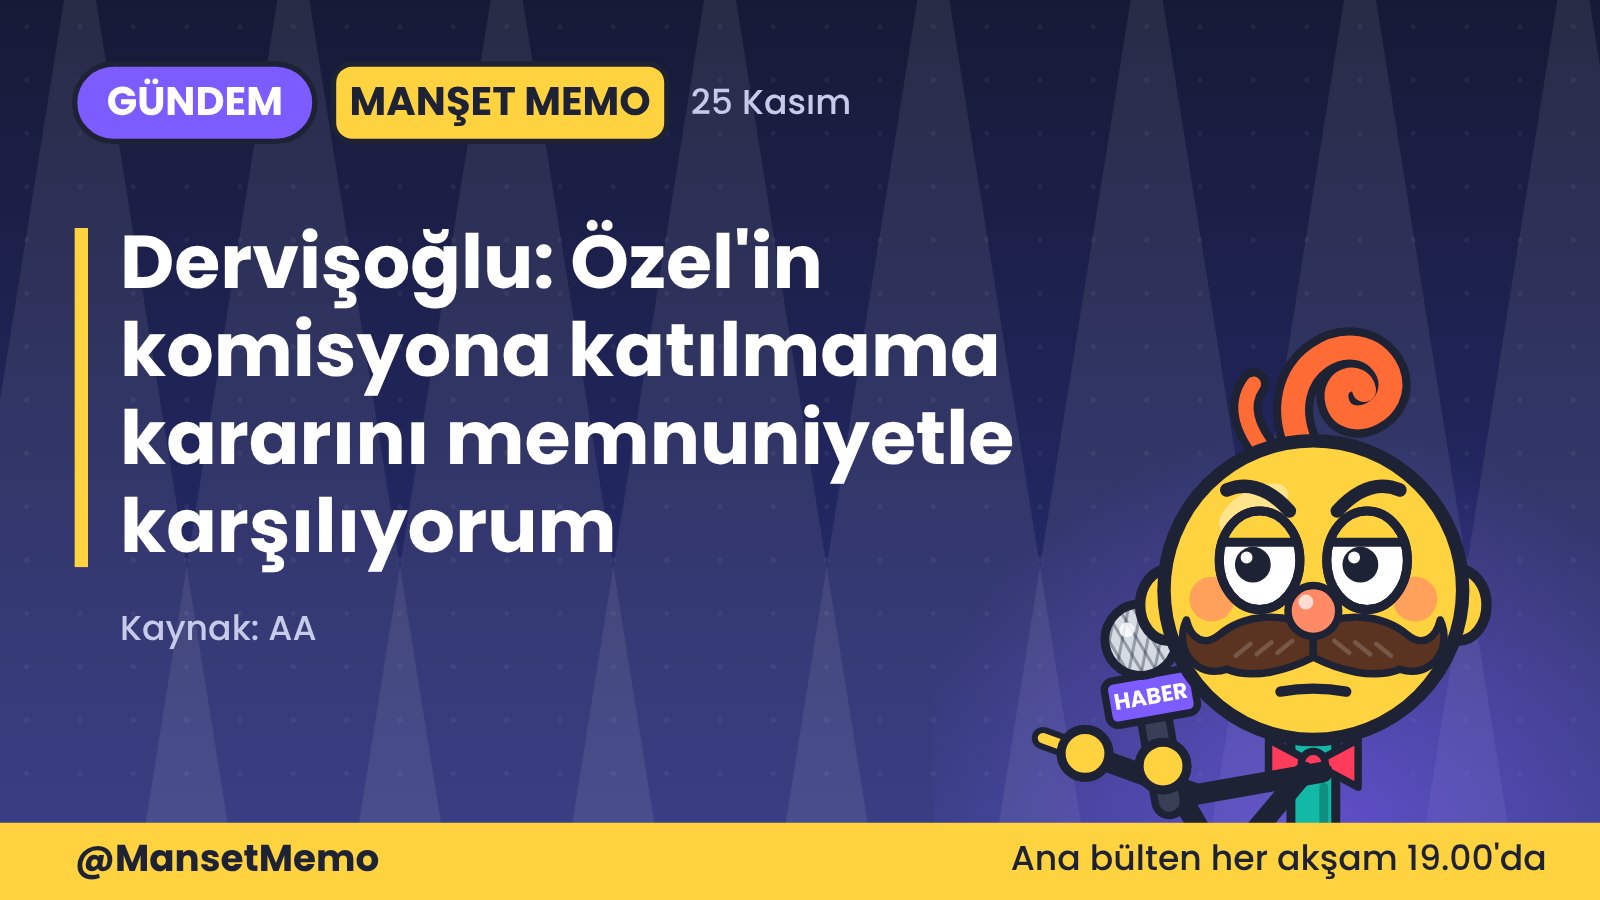 GÜNDEM MANŞET MEMO 25 Kasım
Dervişoğlu: Özel'in
komisyona katılmama
kararını memnuniyetle
karşılıyorum
Kaynak: AA
HABER
@MansetMemo Ana bülten her akşam 19.00'da